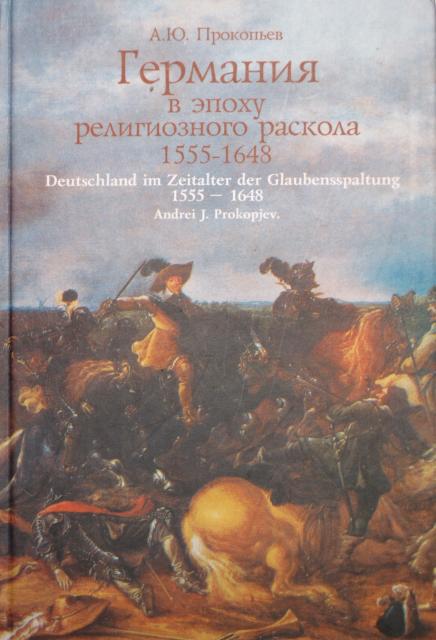 А.Ю. Прокопьев
Германия
в эпоху
религиозного раскола
1555-1648
Deutschland im Zeitalter der Glaubensspaltung
1555 — 1648
Andrei J. Prokopjev.